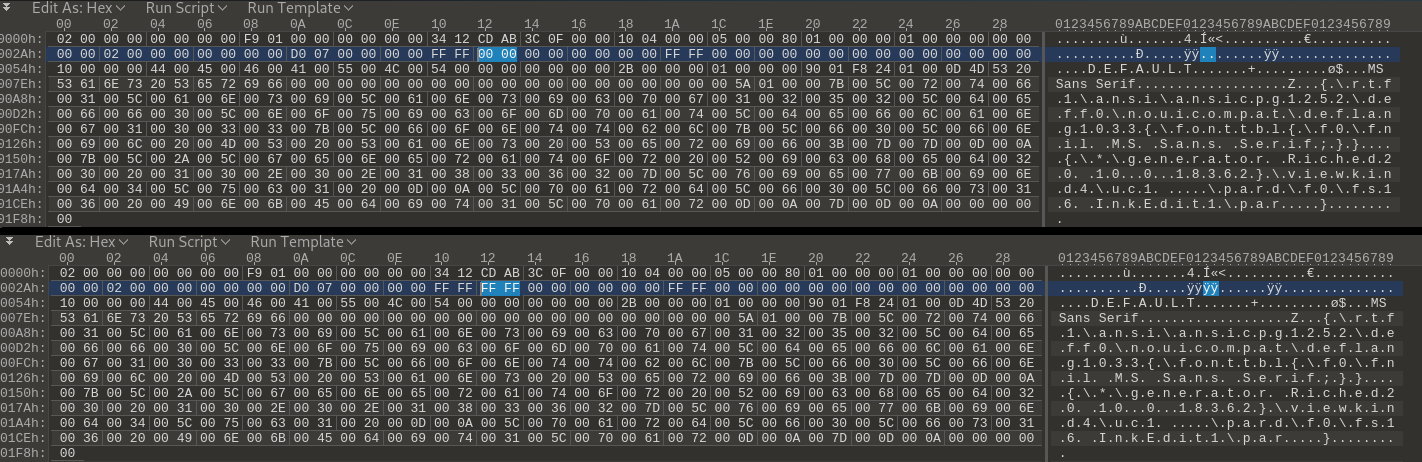 Edit As: Hex Run Script Run Template
00 02 04 06 08 0A 0C 0E 10 12 14 16 18 1A 1C 1E 20 22 24 26 28 0123456789ABCDEF0123456789ABCDEF0123456789
0000h: 02 00 00 00 00 00 00 00 F9 01 00 00 00 00 00 00 34 12 CD AB 3C 0F 00 00 10 04 00 00 05 00 00 80 01 00 00 00 00 01 00 00 00 00 ........ù.......4.Í«<..........€..........
002Ah: 00 00 02 00 00 00 00 00 00 00 D0 07 00 00 00 00 FF FF 00 00 00 00 00 00 00 00 FF FF 00 00 00 00 00 00 00 00 00 00 00 00 00 00 ..........Ð.....ÿÿ........ÿÿ..............
0054h: 10 00 00 00 44 00 45 00 46 00 41 00 55 00 4C 00 54 00 00 00 00 00 00 00 2B 00 00 00 01 00 00 00 90 01 F8 24 01 00 0D 4D 53 20 ....D.E.F.A.U.L.T.......+.........ø$...MS
007Eh: 53 61 6E 73 20 53 65 72 69 66 00 00 00 00 00 00 00 00 00 00 00 00 00 00 00 00 00 00 00 5A 01 00 00 7B 00 5C 00 72 00 74 00 66 Sans Serif...................Z...{.\.r.t.f
00A8h: 00 31 00 5C 00 61 00 6E 00 73 00 69 00 5C 00 61 00 6E 00 73 00 69 00 63 00 70 00 67 00 31 00 32 00 35 00 32 00 5C 00 64 00 65 .1.\.a.n.s.i.\.a.n.s.i.c.p.g.1.2.5.2.\.d.e
00D2h: 00 66 00 66 00 30 00 5C 00 6E 00 6F 00 75 00 69 00 63 00 6F 00 6D 00 70 00 61 00 74 00 5C 00 64 00 65 00 66 00 6C 00 61 00 6E .f.f.0.\.n.o.u.i.c.o.m.p.a.t.\.d.e.f.l.a.n
00FCh: 00 67 00 31 00 30 00 33 00 33 00 7B 00 5C 00 66 00 6F 00 6E 00 74 00 74 00 62 00 6C 00 7B 00 5C 00 66 00 30 00 5C 00 66 00 6E .g.1.0.3.3.{.\.f.o.n.t.t.b.l.{.\.f.0.\.f.n
0126h: 00 69 00 6C 00 20 00 4D 00 53 00 20 00 53 00 61 00 6E 00 73 00 20 00 53 00 65 00 72 00 69 00 66 00 3B 00 7D 00 7D 00 0D 00 0A .i.l. .M.S. .S.a.n.s. .S.e.r.i.f.;.}.}....
0150h: 00 7B 00 5C 00 2A 00 5C 00 67 00 65 00 6E 00 65 00 72 00 61 00 74 00 6F 00 72 00 20 00 52 00 69 00 63 00 68 00 65 00 64 00 32 .{.\.*.\.g.e.n.e.r.a.t.o.r. .R.i.c.h.e.d.2
017Ah: 00 30 00 20 00 31 00 30 00 2E 00 30 00 2E 00 31 00 38 00 33 00 36 00 32 00 7D 00 5C 00 76 00 69 00 65 00 77 00 6B 00 69 00 6E .0. .1.0...0...1.8.3.6.2.}.\.v.i.e.w.k.i.n
01A4h: 00 64 00 34 00 5C 00 75 00 63 00 31 00 20 00 0D 00 0A 00 5C 00 70 00 61 00 72 00 64 00 5C 00 66 00 30 00 5C 00 66 00 73 00 31 .d.4.\.u.c.1. .....\.p.a.r.d.\.f.0.\.f.s.1
01CEh: 00 36 00 20 00 49 00 6E 00 6B 00 45 00 64 00 69 00 74 00 31 00 5C 00 70 00 61 00 72 00 0D 00 0A 00 7D 00 0D 00 0A 00 00 00 00 .6. .I.n.k.E.d.i.t.1.\.p.a.r.....}........
01F8h: 00 .
Edit As: Hex Run Script Run Template
00 02 04 06 08 0A 0C 0E 10 12 14 16 18 1A 1C 1E 20 22 24 26 28 0123456789ABCDEF0123456789ABCDEF0123456789
0000h: 02 00 00 00 00 00 00 00 F9 01 00 00 00 00 00 00 34 12 CD AB 3C 0F 00 00 10 04 00 00 05 00 00 80 01 00 00 00 00 01 00 00 00 00 ........ù.......4.Í«<..........€..........
002Ah: 00 00 02 00 00 00 00 00 00 00 D0 07 00 00 00 00 FF FF FF FF 00 00 00 00 00 00 FF FF 00 00 00 00 00 00 00 00 00 00 00 00 00 00 ..........Ð.....ÿÿÿÿ......ÿÿ..............
0054h: 10 00 00 00 44 00 45 00 46 00 41 00 55 00 4C 00 54 00 00 00 00 00 00 00 2B 00 00 00 01 00 00 00 90 01 F8 24 01 00 0D 4D 53 20 ....D.E.F.A.U.L.T.......+.........ø$...MS
007Eh: 53 61 6E 73 20 53 65 72 69 66 00 00 00 00 00 00 00 00 00 00 00 00 00 00 00 00 00 00 00 5A 01 00 00 7B 00 5C 00 72 00 74 00 66 Sans Serif...................Z...{.\.r.t.f
00A8h: 00 31 00 5C 00 61 00 6E 00 73 00 69 00 5C 00 61 00 6E 00 73 00 69 00 63 00 70 00 67 00 31 00 32 00 35 00 32 00 5C 00 64 00 65 .1.\.a.n.s.i.\.a.n.s.i.c.p.g.1.2.5.2.\.d.e
00D2h: 00 66 00 66 00 30 00 5C 00 6E 00 6F 00 75 00 69 00 63 00 6F 00 6D 00 70 00 61 00 74 00 5C 00 64 00 65 00 66 00 6C 00 61 00 6E .f.f.0.\.n.o.u.i.c.o.m.p.a.t.\.d.e.f.l.a.n
00FCh: 00 67 00 31 00 30 00 33 00 33 00 7B 00 5C 00 66 00 6F 00 6E 00 74 00 74 00 62 00 6C 00 7B 00 5C 00 66 00 30 00 5C 00 66 00 6E .g.1.0.3.3.{.\.f.o.n.t.t.b.l.{.\.f.0.\.f.n
0126h: 00 69 00 6C 00 20 00 4D 00 53 00 20 00 53 00 61 00 6E 00 73 00 20 00 53 00 65 00 72 00 69 00 66 00 3B 00 7D 00 7D 00 0D 00 0A .i.l. .M.S. .S.a.n.s. .S.e.r.i.f.;.}.}....
0150h: 00 7B 00 5C 00 2A 00 5C 00 67 00 65 00 6E 00 65 00 72 00 61 00 74 00 6F 00 72 00 20 00 52 00 69 00 63 00 68 00 65 00 64 00 32 .{.\.*.\.g.e.n.e.r.a.t.o.r. .R.i.c.h.e.d.2
017Ah: 00 30 00 20 00 31 00 30 00 2E 00 30 00 2E 00 31 00 38 00 33 00 36 00 32 00 7D 00 5C 00 76 00 69 00 65 00 77 00 6B 00 69 00 6E .0. .1.0...0...1.8.3.6.2.}.\.v.i.e.w.k.i.n
01A4h: 00 64 00 34 00 5C 00 75 00 63 00 31 00 20 00 0D 00 0A 00 5C 00 70 00 61 00 72 00 64 00 5C 00 66 00 30 00 5C 00 66 00 73 00 31 .d.4.\.u.c.1. .....\.p.a.r.d.\.f.0.\.f.s.1
01CEh: 00 36 00 20 00 49 00 6E 00 6B 00 45 00 64 00 69 00 74 00 31 00 5C 00 70 00 61 00 72 00 0D 00 0A 00 7D 00 0D 00 0A 00 00 00 00 .6. .I.n.k.E.d.i.t.1.\.p.a.r.....}........
01F8h: 00 .